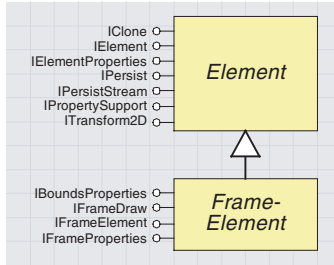 IClone
IElement
IElementProperties
IPersist
IPersistStream
IPropertySupport
ITransform2D
Element
IBoundsProperties
IFrameDraw
IFrameElement
IFrameProperties
Frame-
Element